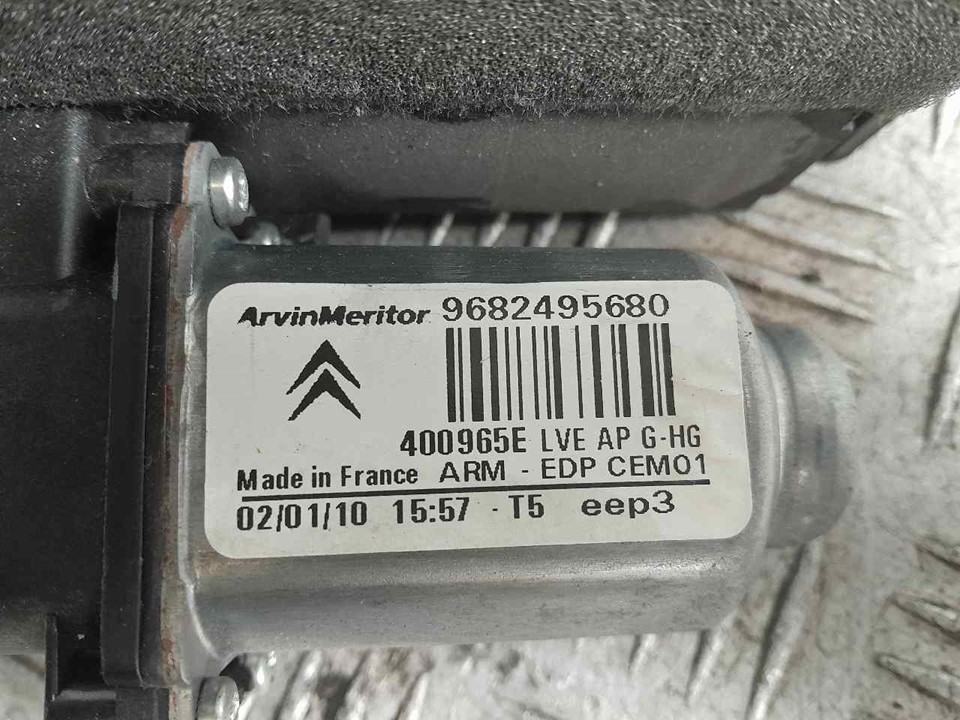 ArvinMeritor 9682495680
400965E LVE AP G-HG
Made in France ARM - EDP CEM01
02/01/10 15:57 - T5 eep3